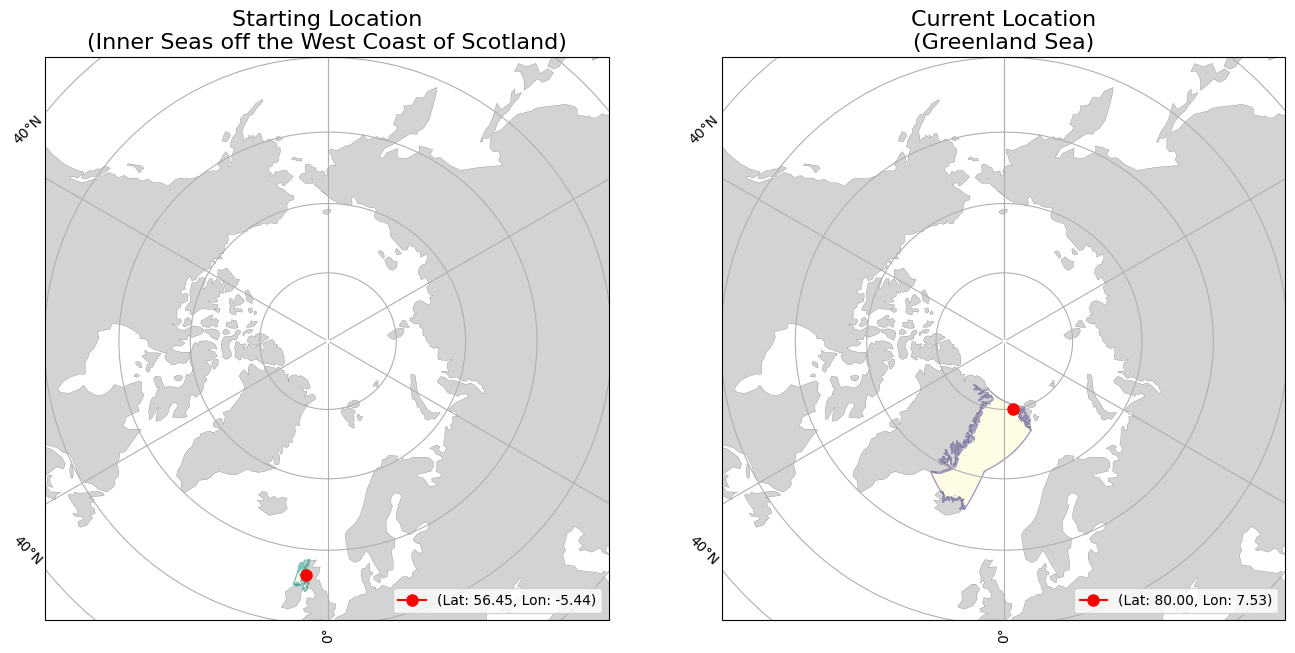 Starting Location
(Inner Seas off the West Coast of Scotland)
40°N
40°N
0°
(Lat: 56.45, Lon: -5.44)
Current Location
(Greenland Sea)
40°N
40°N
0°
(Lat: 80.00, Lon: 7.53)